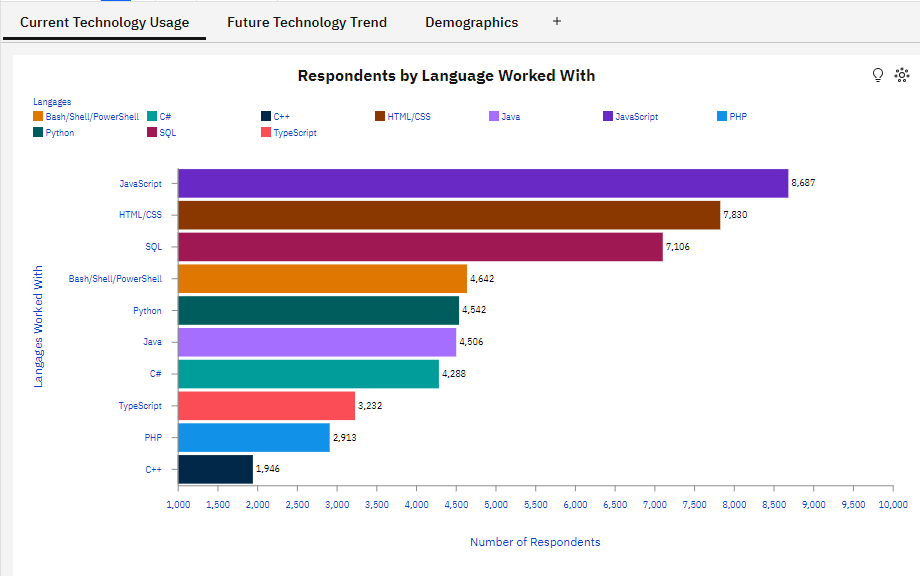 Current Technology Usage Future Technology Trend Demographics +
Respondents by Language Worked With
Langages
Bash/Shell/PowerShell C# C++ HTML/CSS Java JavaScript PHP
Python SQL TypeScript
Langages Worked With
JavaScript 8,687
HTML/CSS 7,830
SQL 7,106
Bash/Shell/PowerShell 4,642
Python 4,542
Java 4,506
C# 4,288
TypeScript 3,232
PHP 2,913
C++ 1,946
1,000 1,500 2,000 2,500 3,000 3,500 4,000 4,500 5,000 5,500 6,000 6,500 7,000 7,500 8,000 8,500 9,000 9,500 10,000
Number of Respondents